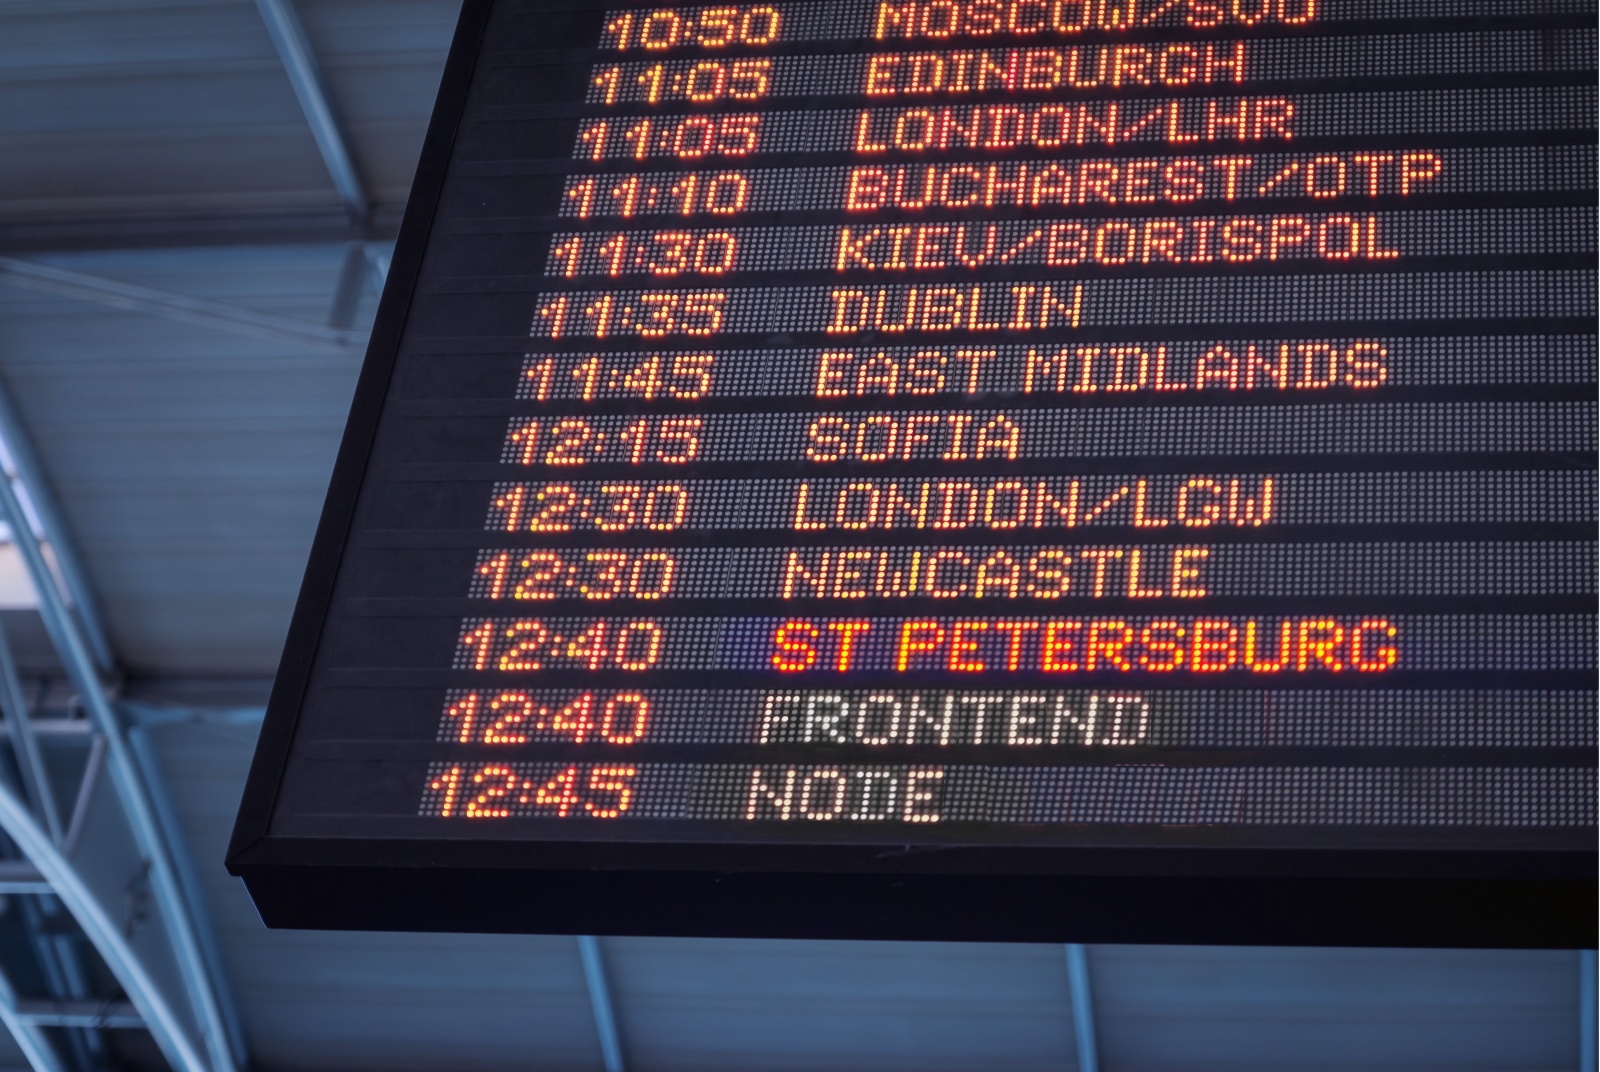 10:50 MOSCOW/SVO
11:05 EDINBURGH
11:05 LONDON/LHR
11:10 BUCHAREST/OTP
11:30 KIEV/BORISPOL
11:35 DUBLIN
11:45 EAST MIDLANDS
12:15 SOFIA
12:30 LONDON/LGW
12:30 NEWCASTLE
12:40 ST PETERSBURG
12:40 FRONTEND
12:45 NOTE